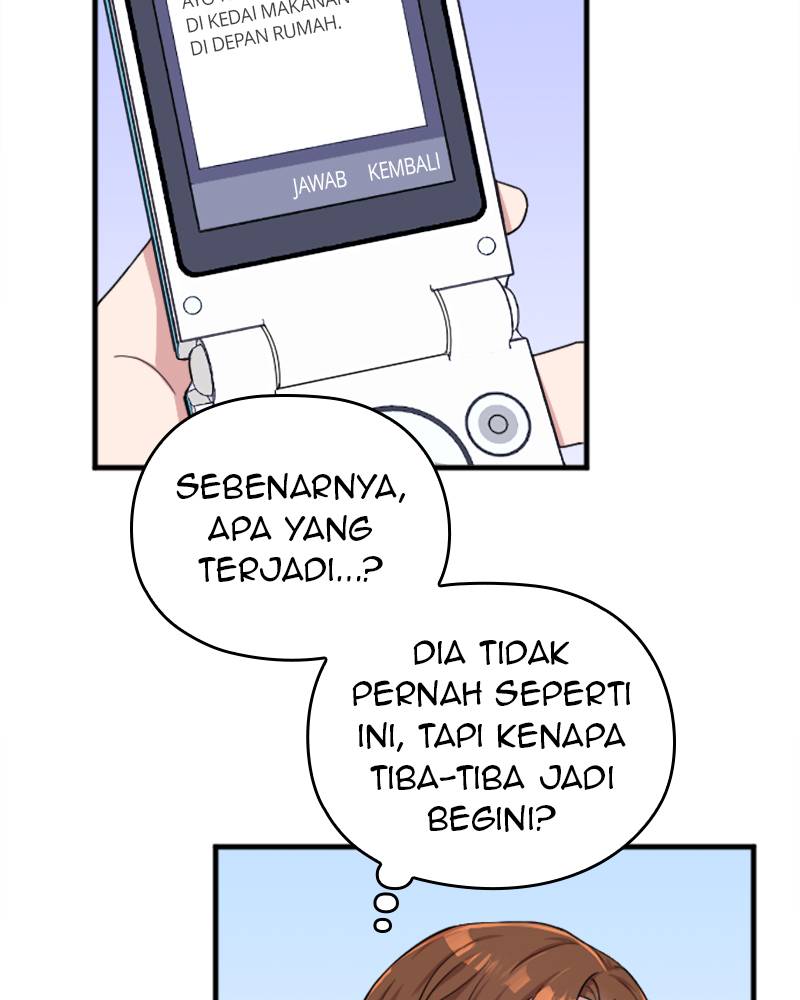 DI KEDAI MAKANAN
DI DEPAN RUMAH.
JAWAB KEMBALI
SEBENARNYA,
APA YANG
TERJADI...?
DIA TIDAK
PERNAH SEPERTI
INI, TAPI KENAPA
TIBA-TIBA JADI
BEGINI?